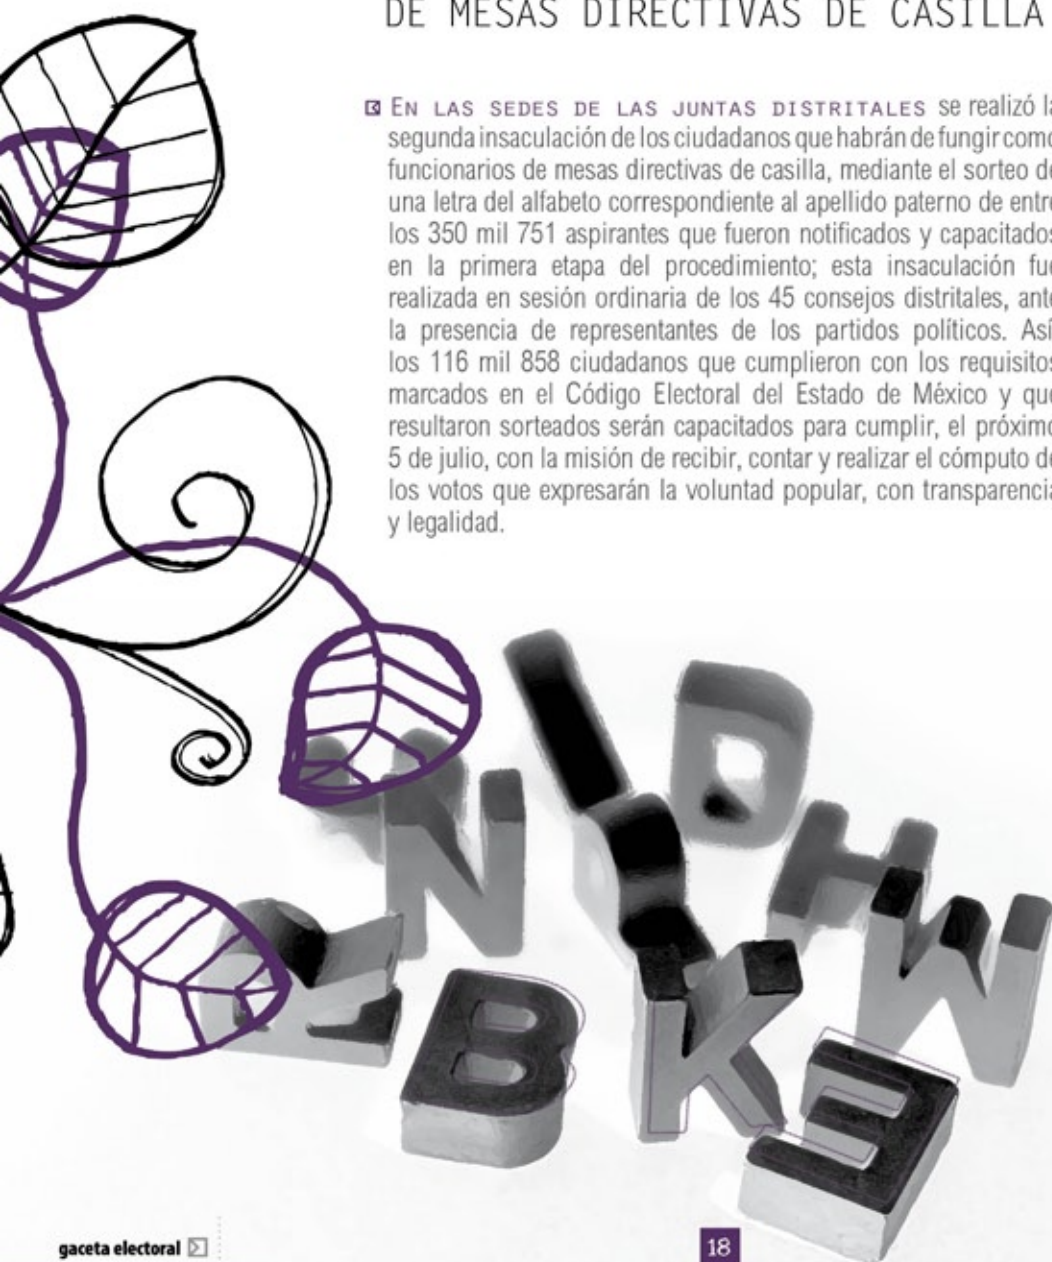 DE MESAS DIRECTIVAS DE CASILLA
EN LAS SEDES DE LAS JUNTAS DISTRITALES se realizó la
segunda insaculación de los ciudadanos que habrán de fungir como
funcionarios de mesas directivas de casilla, mediante el sorteo de
una letra del alfabeto correspondiente al apellido paterno de entre
los 350 mil 751 aspirantes que fueron notificados y capacitados
en la primera etapa del procedimiento; esta insaculación fue
realizada en sesión ordinaria de los 45 consejos distritales, ante
la presencia de representantes de los partidos políticos. Así
los 116 mil 858 ciudadanos que cumplieron con los requisitos
marcados en el Código Electoral del Estado de México y que
resultaron sorteados serán capacitados para cumplir, el próximo
5 de julio, con la misión de recibir, contar y realizar el cómputo de
los votos que expresarán la voluntad popular, con transparencia
y legalidad.
I D
N H W
Z B K E
gaceta electoral
18